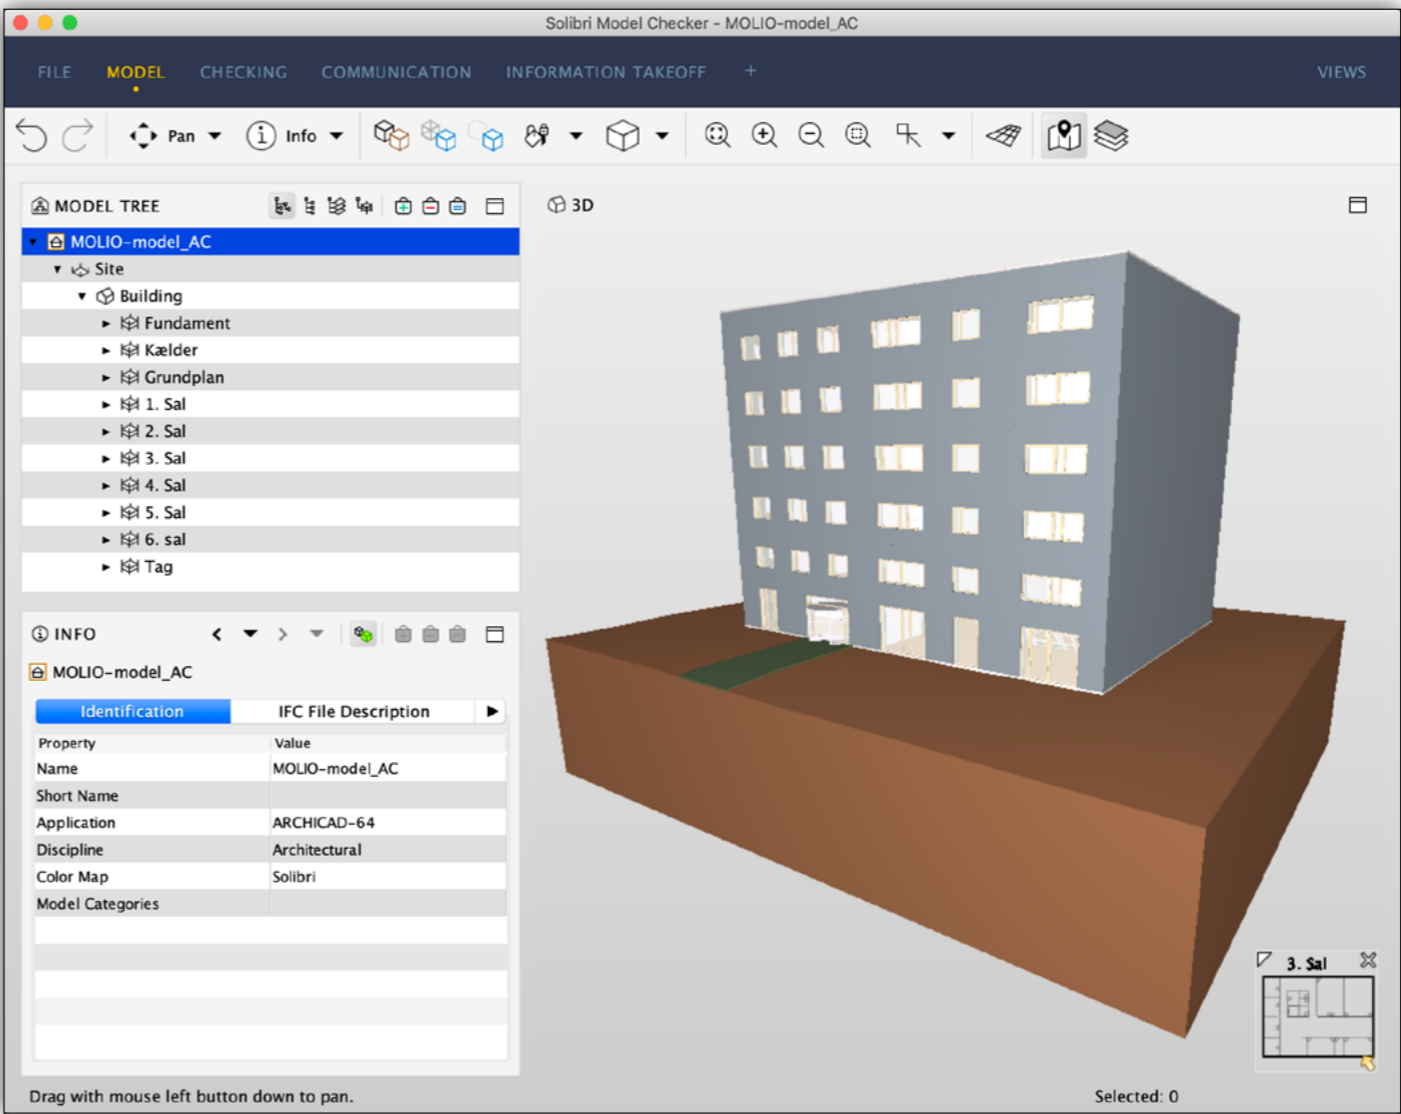 Solibri Model Checker - MOLIO-model_AC
FILE MODEL CHECKING COMMUNICATION INFORMATION TAKEOFF + VIEWS
Pan Info
MODEL TREE
MOLIO-model_AC
Site
Building
Fundament
Kælder
Grundplan
1. Sal
2. Sal
3. Sal
4. Sal
5. Sal
6. sal
Tag
INFO
MOLIO-model_AC
Identification IFC File Description
Property Value
Name MOLIO-model_AC
Short Name
Application ARCHICAD-64
Discipline Architectural
Color Map Solibri
Model Categories
3D
3. Sal
Drag with mouse left button down to pan. Selected: 0